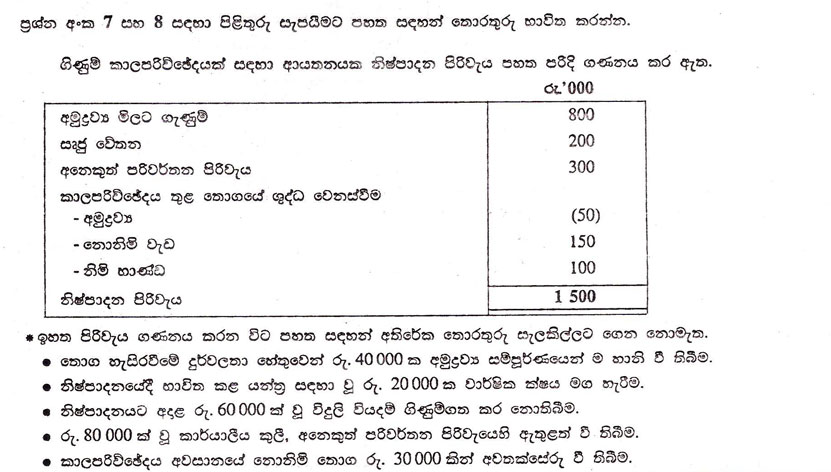 ප්‍රශ්න අංක 7 සහ 8 සඳහා පිළිතුරු සැපයීමට පහත සඳහන් තොරතුරු භාවිත කරන්න.
ගිණුම් කාලපරිච්ඡේදයක් සඳහා ආයතනයක නිෂ්පාදන පිරිවැය පහත පරිදි ගණනය කර ඇත.
රු.'000
අමුද්‍රව්‍ය මිලට ගැණුම් 800
සෘජු වේතන 200
අනෙකුත් පරිවර්තන පිරිවැය 300
කාලපරිච්ඡේදය තුළ තොගයේ ශුද්ධ වෙනස්වීම
- අමුද්‍රව්‍ය (50)
- නොනිමි වැඩ 150
- නිමි භාණ්ඩ 100
නිෂ්පාදන පිරිවැය 1 500
* ඉහත පිරිවැය ගණනය කරන විට පහත සඳහන් අතිරේක තොරතුරු සැලකිල්ලට ගෙන නොමැත.
● තොග හැසිරවීමේ දුර්වලතා හේතුවෙන් රු. 40 000 ක අමුද්‍රව්‍ය සම්පූර්ණයෙන් ම හානි වී තිබීම.
● නිෂ්පාදනයේදී භාවිත කළ යන්ත්‍ර සඳහා වූ රු. 20 000 ක වාර්ෂික ක්ෂය මග හැරීම.
● නිෂ්පාදනයට අදාළ රු. 60 000 ක් වූ විදුලි වියදම් ගිණුම්ගත කර නොතිබීම.
● රු. 80 000 ක් වූ කාර්යාලීය කුලී, අනෙකුත් පරිවර්තන පිරිවැයෙහි ඇතුළත් වී තිබීම.
● කාලපරිච්ඡේදය අවසානයේ නොනිමි තොග රු. 30 000 කින් අවතක්සේරු වී තිබීම.